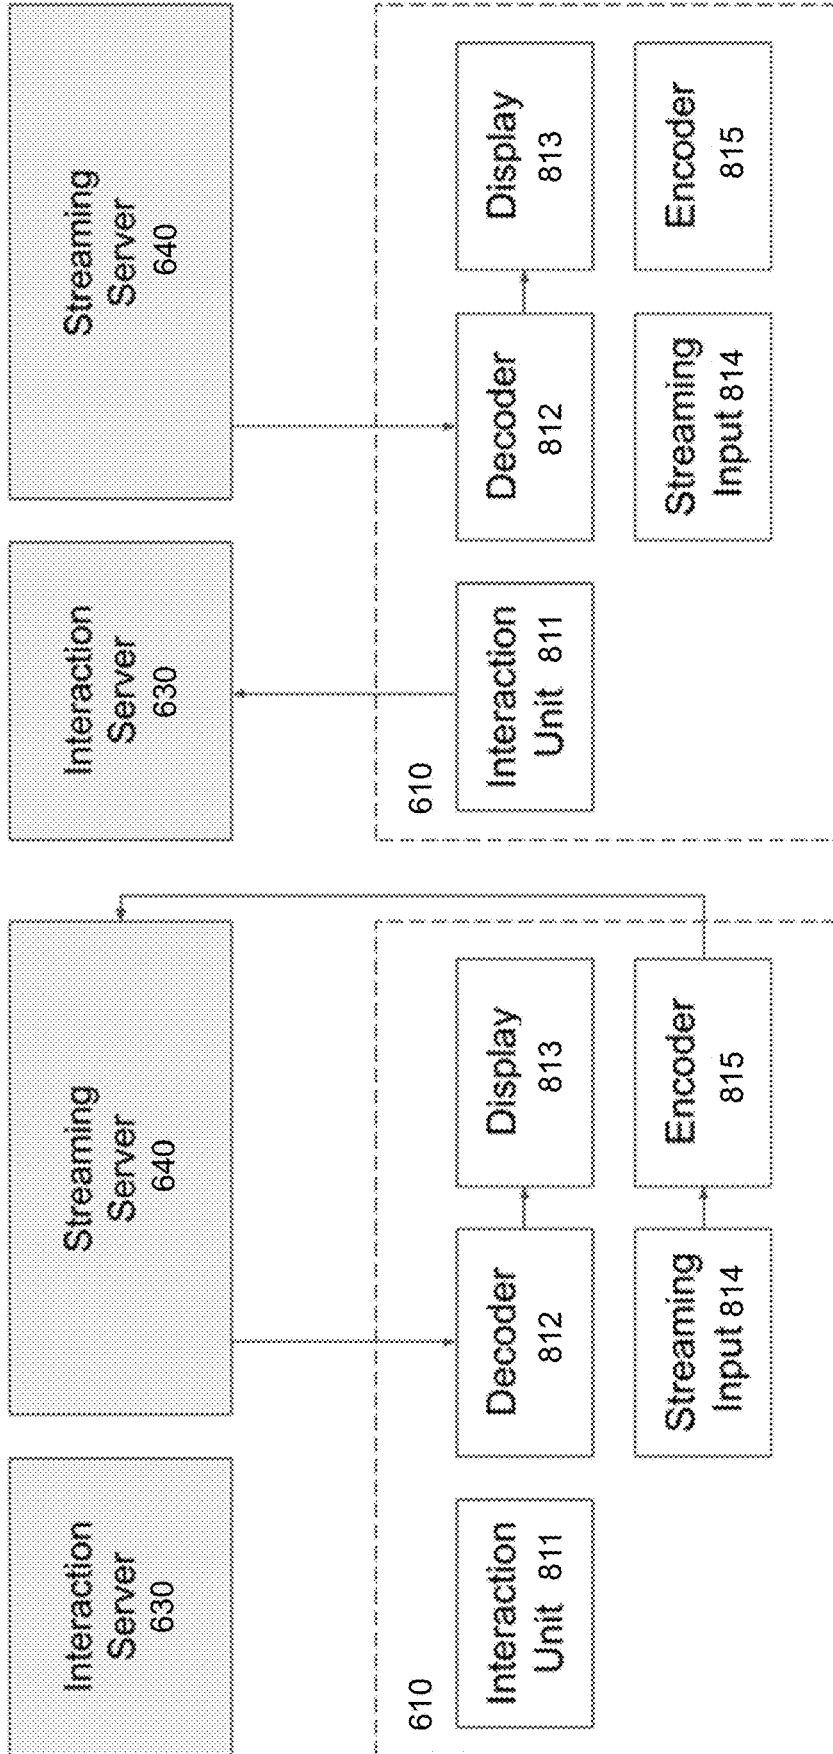 Interaction
Server
630
Streaming
Server
640
610
Interaction
Unit 811
Decoder
812
Display
813
Streaming
Input 814
Encoder
815
Interaction
Server
630
Streaming
Server
640
610
Interaction
Unit 811
Decoder
812
Display
813
Streaming
Input 814
Encoder
815